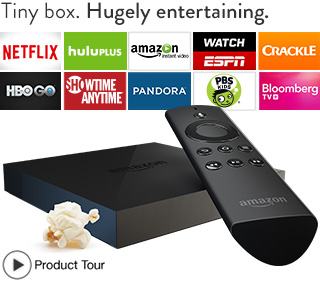 Tiny box. Hugely entertaining.
NETFLIX
huluPLUS
amazon
instant video
WATCH
ESPN
CRACKLE
HBO GO
SHOWTIME
ANYTIME
PANDORA
PBS
KIDS
Bloomberg
TV+
amazon
amazon
Product Tour